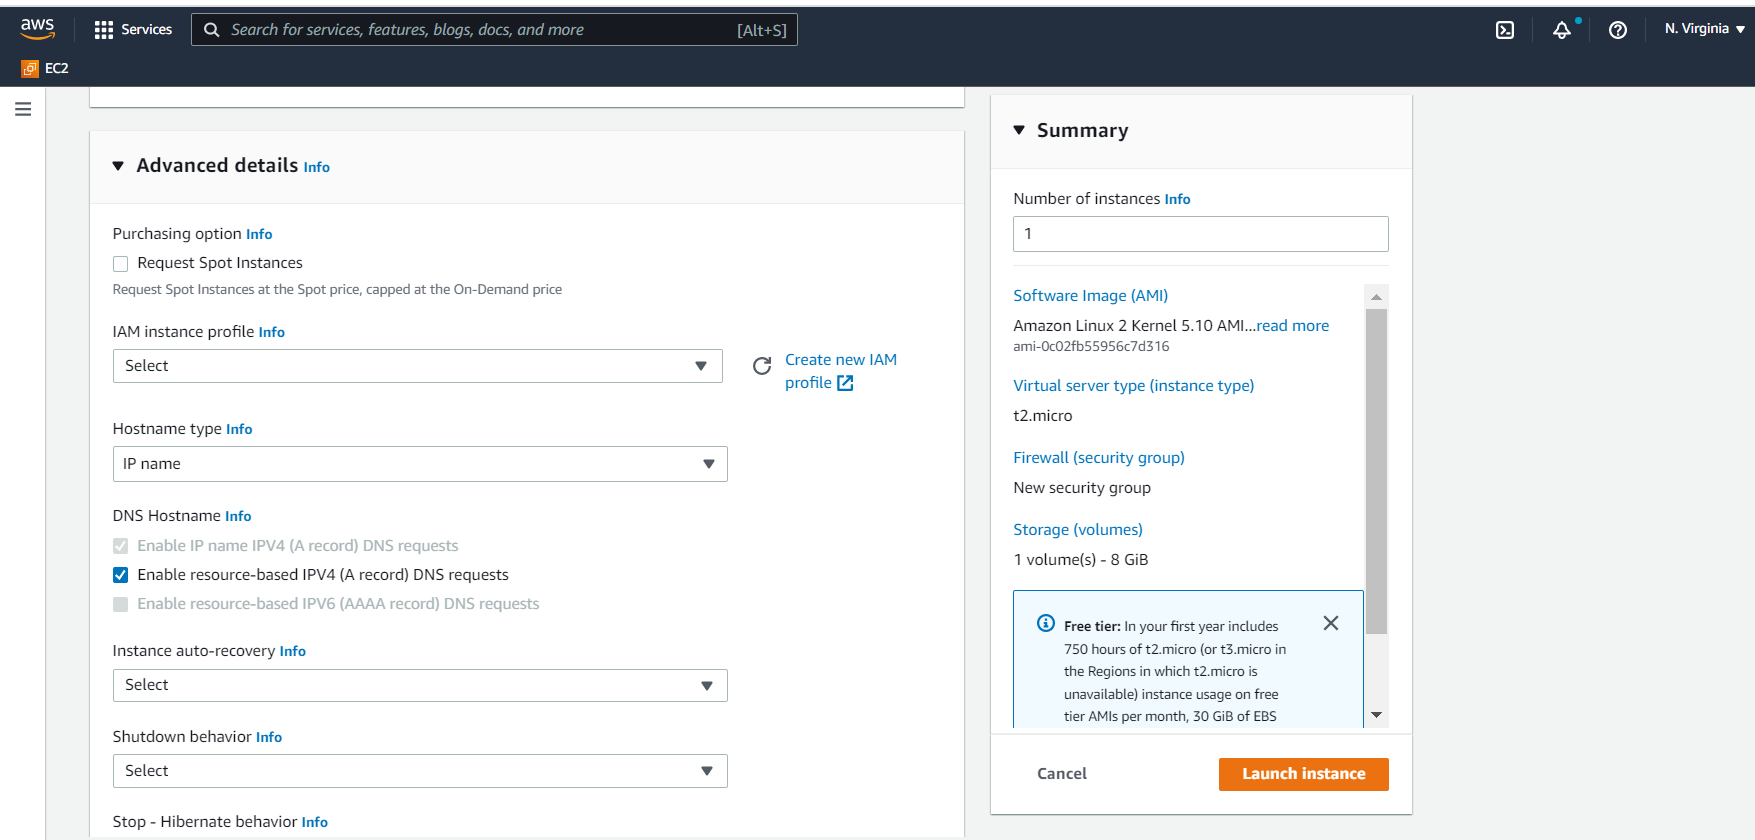 aws
Services
Search for services, features, blogs, docs, and more
[Alt+S]
N. Virginia
EC2
Advanced details Info
Purchasing option Info
Request Spot Instances
Request Spot Instances at the Spot price, capped at the On-Demand price
IAM instance profile Info
Select
Create new IAM
profile
Hostname type Info
IP name
DNS Hostname Info
Enable IP name IPV4 (A record) DNS requests
Enable resource-based IPV4 (A record) DNS requests
Enable resource-based IPV6 (AAAA record) DNS requests
Instance auto-recovery Info
Select
Shutdown behavior Info
Select
Stop - Hibernate behavior Info
Summary
Number of instances Info
1
Software Image (AMI)
Amazon Linux 2 Kernel 5.10 AMI...read more
ami-0c02fb55956c7d316
Virtual server type (instance type)
t2.micro
Firewall (security group)
New security group
Storage (volumes)
1 volume(s) - 8 GiB
Free tier: In your first year includes
750 hours of t2.micro (or t3.micro in
the Regions in which t2.micro is
unavailable) instance usage on free
tier AMIs per month, 30 GiB of EBS
Cancel
Launch instance